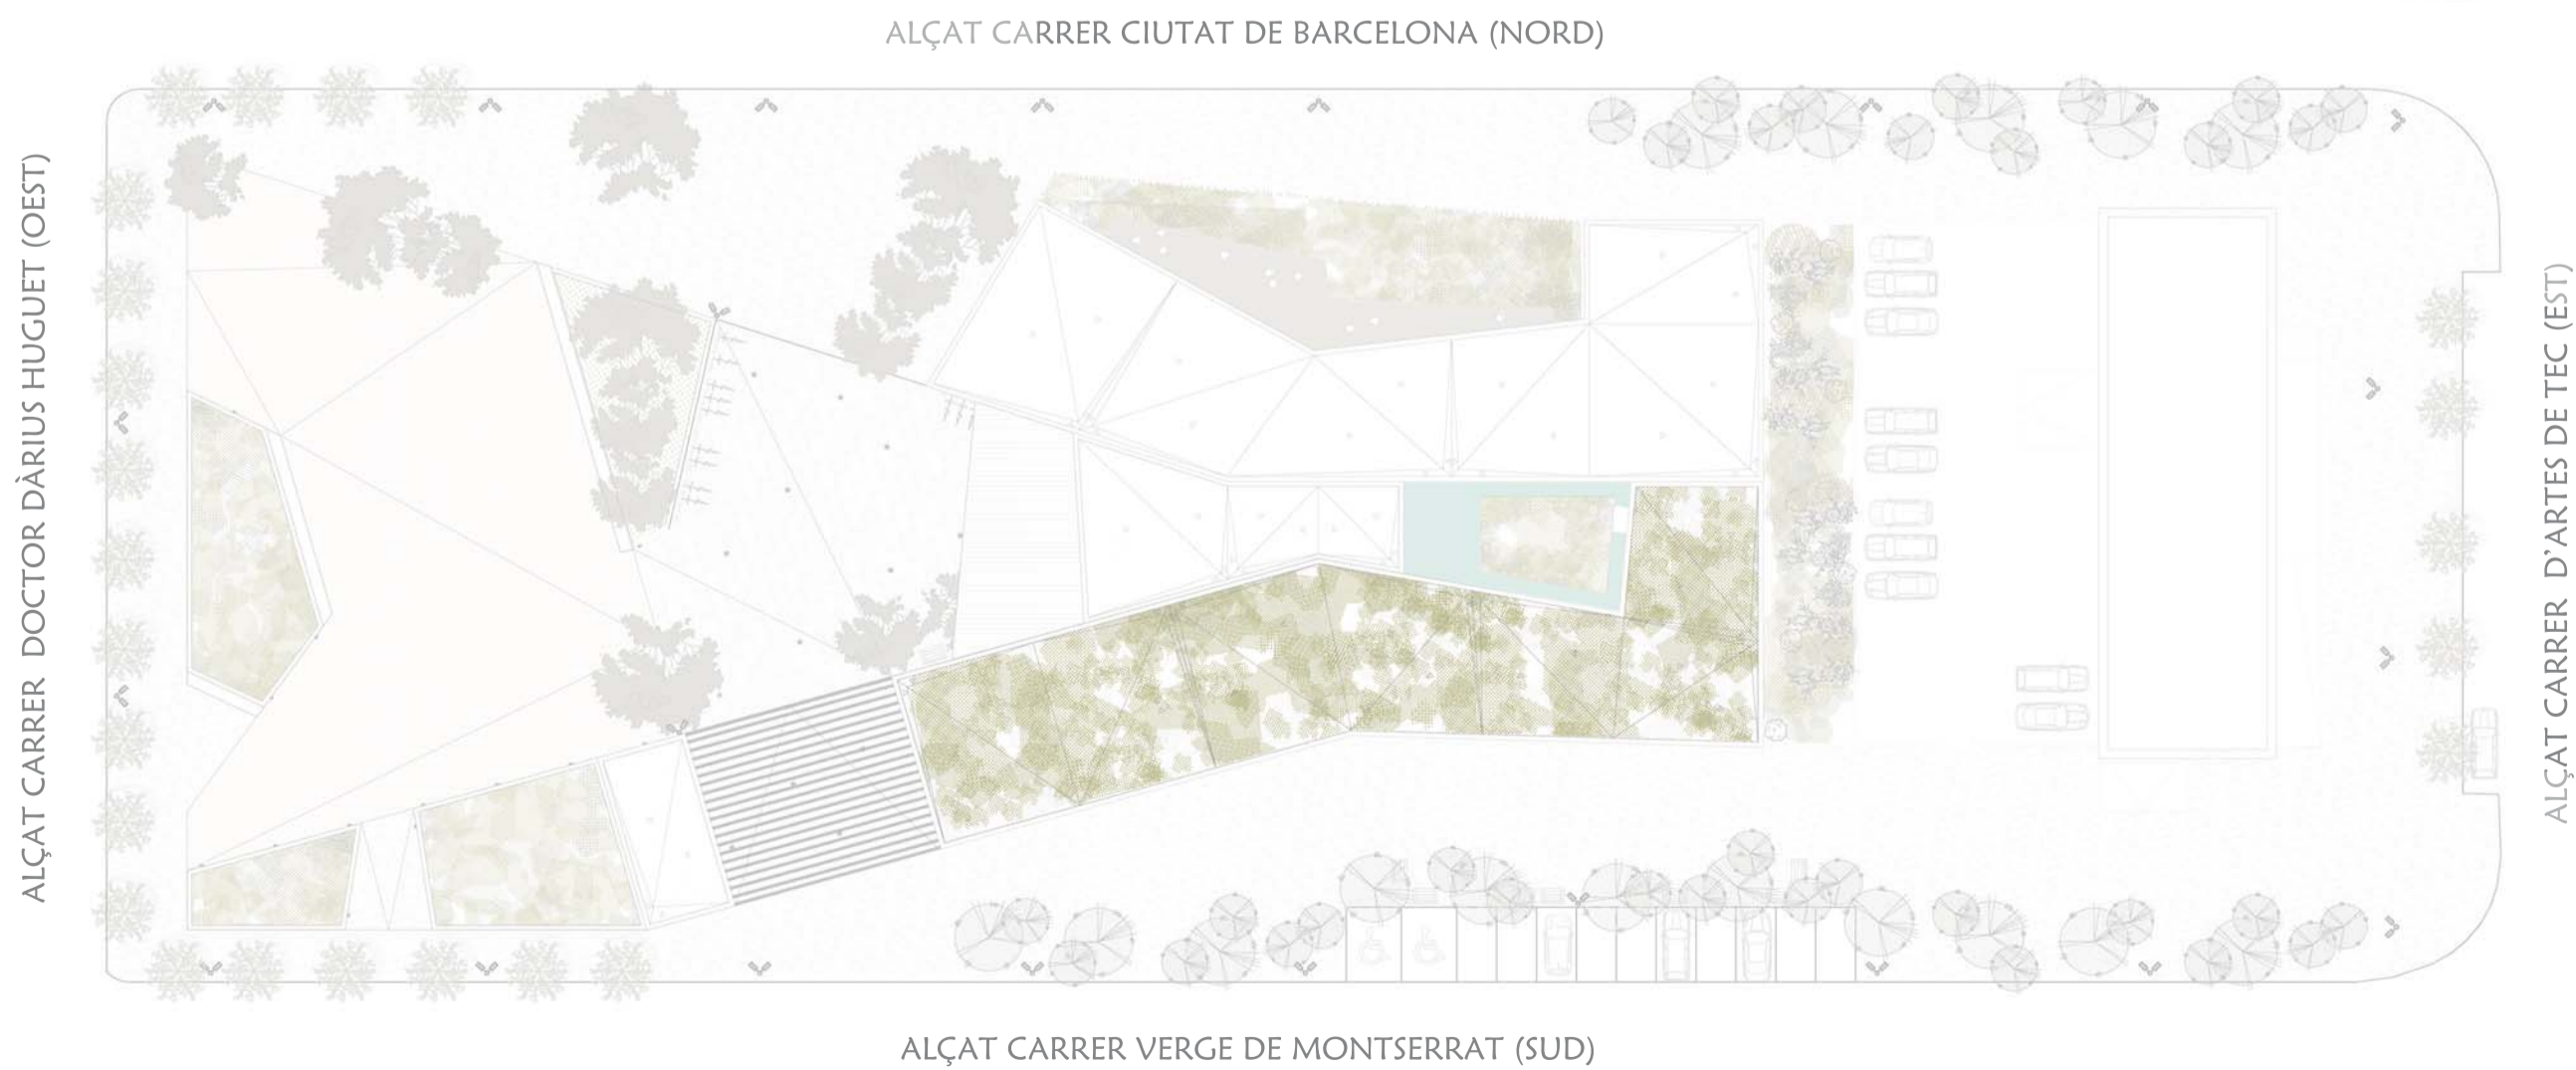 ALÇAT CARRER CIUTAT DE BARCELONA (NORD)
ALÇAT CARRER DOCTOR DÀRIUS HUGUET (OEST)
ALÇAT CARRER D'ARTES DE TEC (EST)
ALÇAT CARRER VERGE DE MONTSERRAT (SUD)